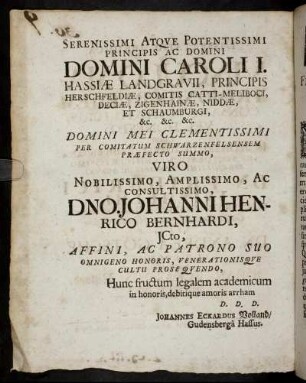 SERENISSIMI ATQVE POTENTISSIMI
PRINCIPIS AC DOMINI
DOMINI CAROLI I.
HASSIÆ LANDGRAVII, PRINCIPIS
HERSCHFELDIÆ, COMITIS CATTI-MELIBOCI,
DECIÆ, ZIGENHAINÆ, NIDDÆ,
ET SCHAUMBURGI,
&c. &c. &c.
DOMINI MEI CLEMENTISSIMI
PER COMITATUM SCHWARZENFELSENSEM
PRÆFECTO SUMMO,
VIRO
NOBILISSIMO, AMPLISSIMO, AC
CONSULTISSIMO,
DNO. JOHANNI HEN-
RICO BERNHARDI,
JCto,
AFFINI, AC PATRONO SUO
OMNIGENO HONORIS, VENERATIONISQVE
CULTU PROSEQVENDO,
Hunc fructum legalem academicum
in honoris, debitique amoris arrham
D. D. D.
JOHANNES ECKARDUS
Gudensbergâ Hassus.